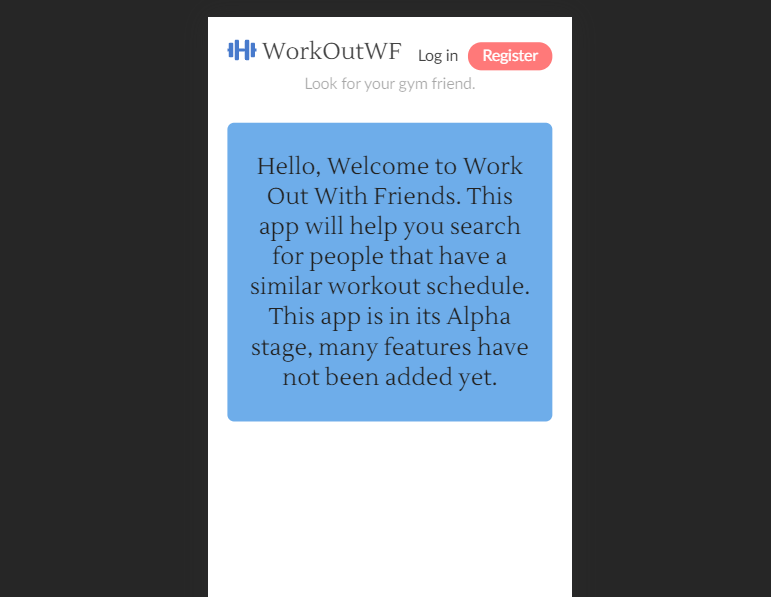 WorkOutWF Log in Register
Look for your gym friend.
Hello, Welcome to Work
Out With Friends. This
app will help you search
for people that have a
similar workout schedule.
This app is in its Alpha
stage, many features have
not been added yet.